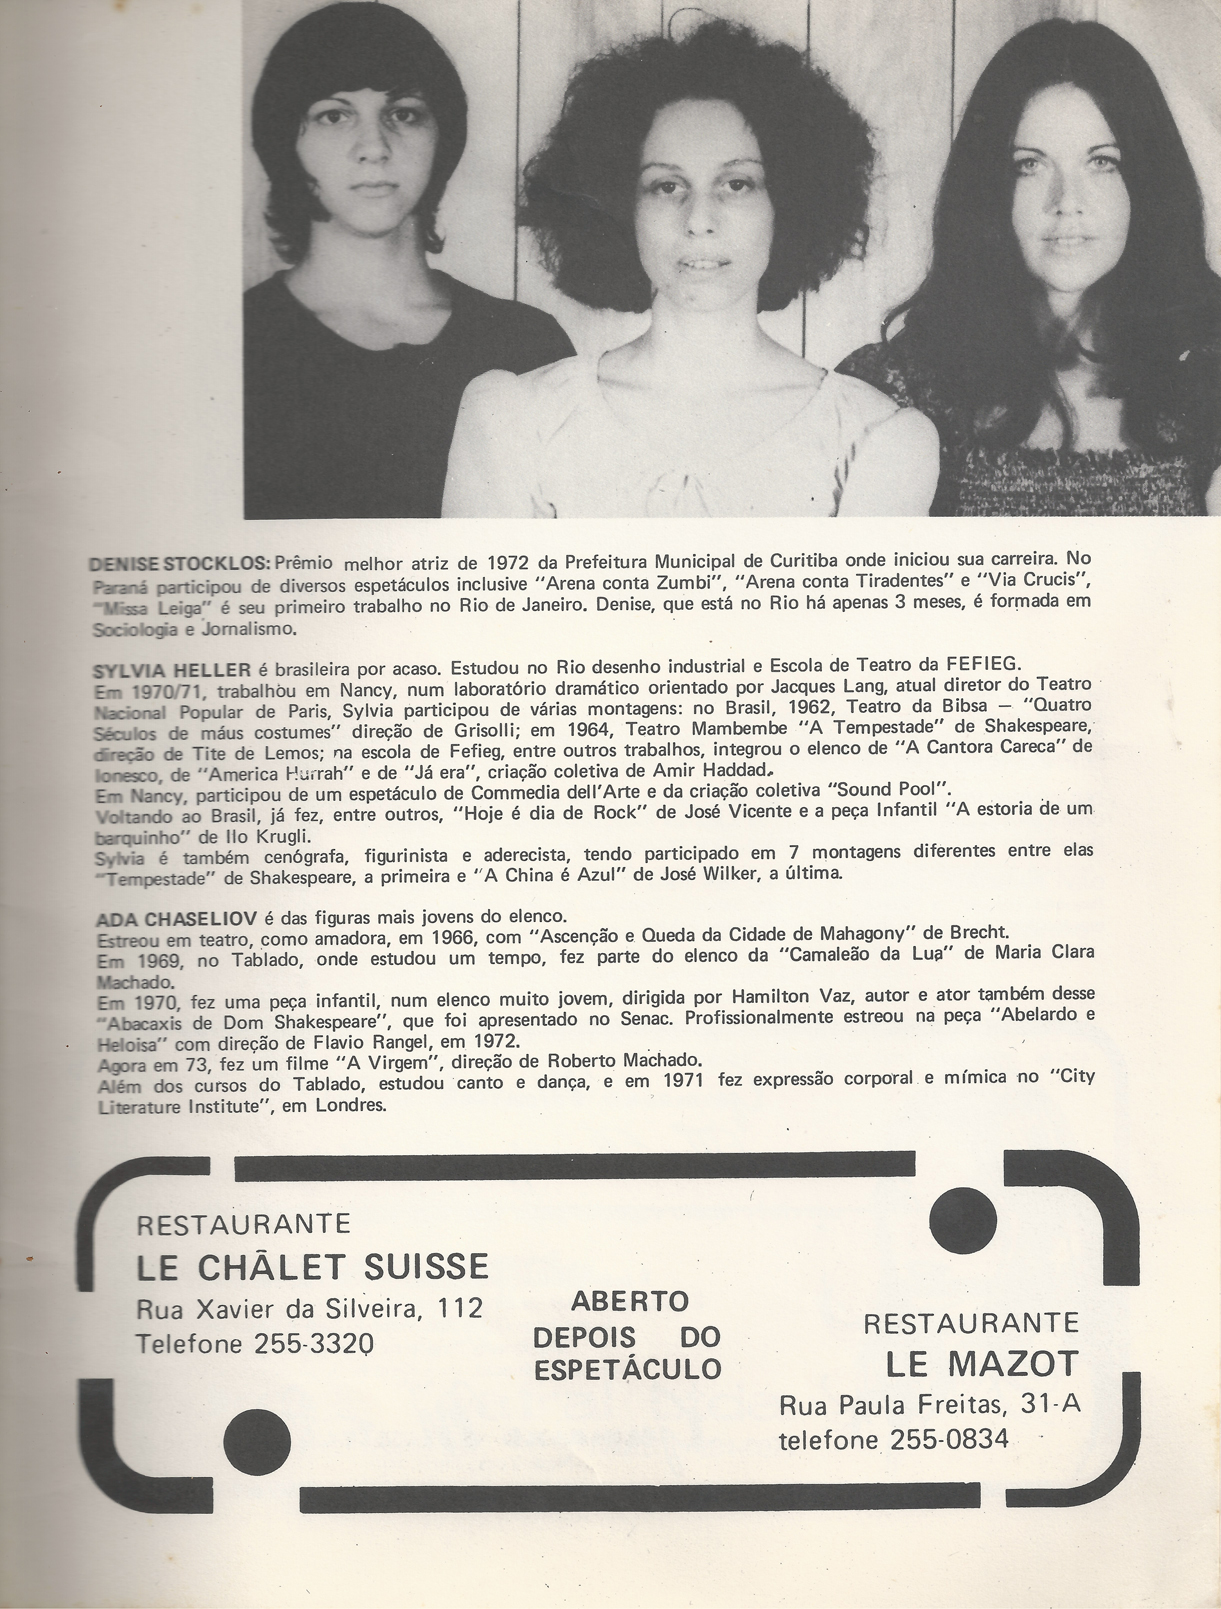 DENISE STOCKLOS: Prêmio melhor atriz de 1972 da Prefeitura Municipal de Curitiba onde iniciou sua carreira. No
Paraná participou de diversos espetáculos inclusive "Arena conta Zumbi", "Arena conta Tiradentes" e "Via Crucis",
"Missa Leiga" é seu primeiro trabalho no Rio de Janeiro. Denise, que está no Rio há apenas 3 meses, é formada em
Sociologia e Jornalismo.
SYLVIA HELLER é brasileira por acaso. Estudou no Rio desenho industrial e Escola de Teatro da FEFIEG.
Em 1970/71, trabalhou em Nancy, num laboratório dramático orientado por Jacques Lang, atual diretor do Teatro
Nacional Popular de Paris, Sylvia participou de várias montagens: no Brasil, 1962, Teatro da Bibsa — "Quatro
Séculos de máus costumes" direção de Grisolli; em 1964, Teatro Mambembe "A Tempestade" de Shakespeare,
direção de Tite de Lemos; na escola de Fefieg, entre outros trabalhos, integrou o elenco de "A Cantora Careca" de
Ionesco, de "America Hurrah" e de "Já era", criação coletiva de Amir Haddad.
Em Nancy, participou de um espetáculo de Commedia dell'Arte e da criação coletiva "Sound Pool".
Voltando ao Brasil, já fez, entre outros, "Hoje é dia de Rock" de José Vicente e a peça Infantil "A estoria de um
barquinho" de Ilo Krugli.
Sylvia é também cenógrafa, figurinista e aderecista, tendo participado em 7 montagens diferentes entre elas
"Tempestade" de Shakespeare, a primeira e "A China é Azul" de José Wilker, a última.
ADA CHASELIOV é das figuras mais jovens do elenco.
Estreou em teatro, como amadora, em 1966, com "Ascenção e Queda da Cidade de Mahagony" de Brecht.
Em 1969, no Tablado, onde estudou um tempo, fez parte do elenco da "Camaleão da Lua" de Maria Clara
Machado.
Em 1970, fez uma peça infantil, num elenco muito jovem, dirigida por Hamilton Vaz, autor e ator também desse
"Abacaxis de Dom Shakespeare", que foi apresentado no Senac. Profissionalmente estreou na peça "Abelardo e
Heloisa" com direção de Flavio Rangel, em 1972.
Agora em 73, fez um filme "A Virgem", direção de Roberto Machado.
Além dos cursos do Tablado, estudou canto e dança, e em 1971 fez expressão corporal e mímica no "City
Literature Institute", em Londres.
RESTAURANTE
LE CHÂLET SUISSE
Rua Xavier da Silveira, 112
Telefone 255-3320
ABERTO
DEPOIS DO
ESPETÁCULO
RESTAURANTE
LE MAZOT
Rua Paula Freitas, 31-A
telefone 255-0834